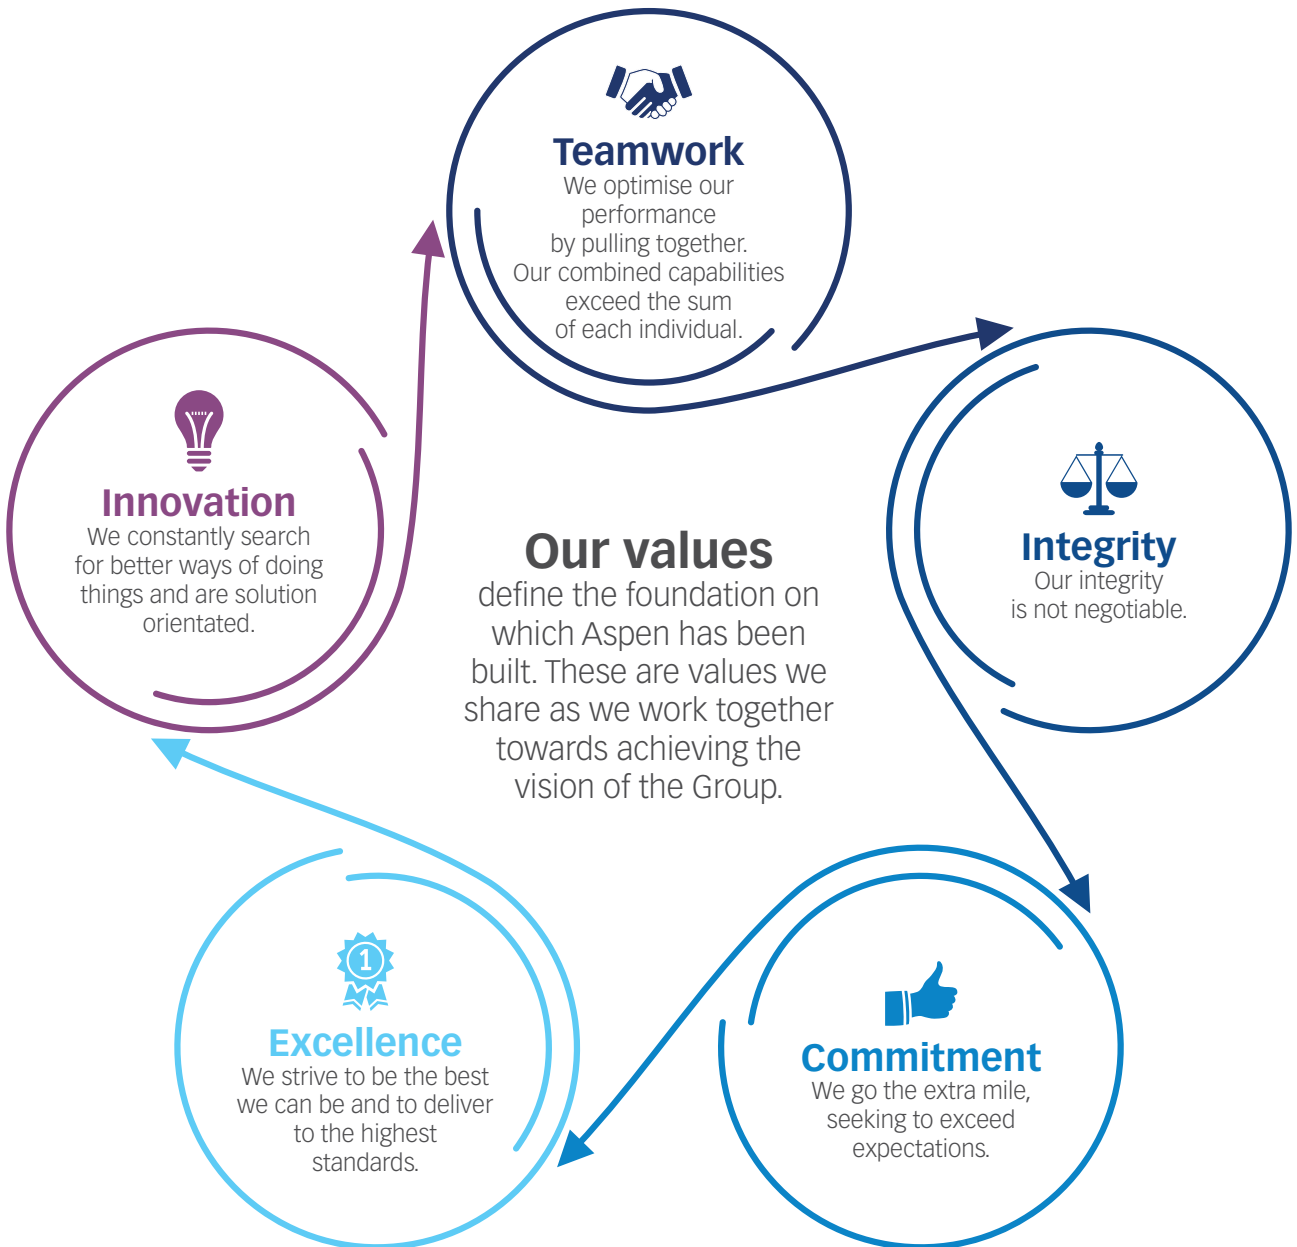 Teamwork
We optimise our
performance
by pulling together.
Our combined capabilities
exceed the sum
of each individual.
Innovation
We constantly search
for better ways of doing
things and are solution
orientated.
Our values
define the foundation on
which Aspen has been
built. These are values we
share as we work together
towards achieving the
vision of the Group.
Integrity
Our integrity
is not negotiable.
1
Excellence
We strive to be the best
we can be and to deliver
to the highest
standards.
Commitment
We go the extra mile,
seeking to exceed
expectations.